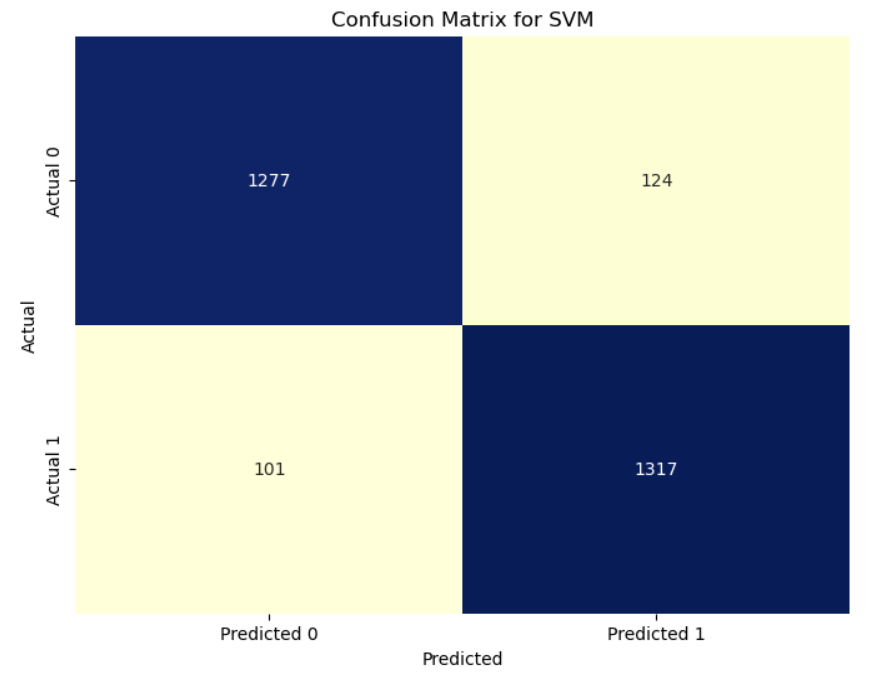 Confusion Matrix for SVM
Actual 0
1277
124
Actual
Actual 1
101
1317
Predicted 0
Predicted 1
Predicted